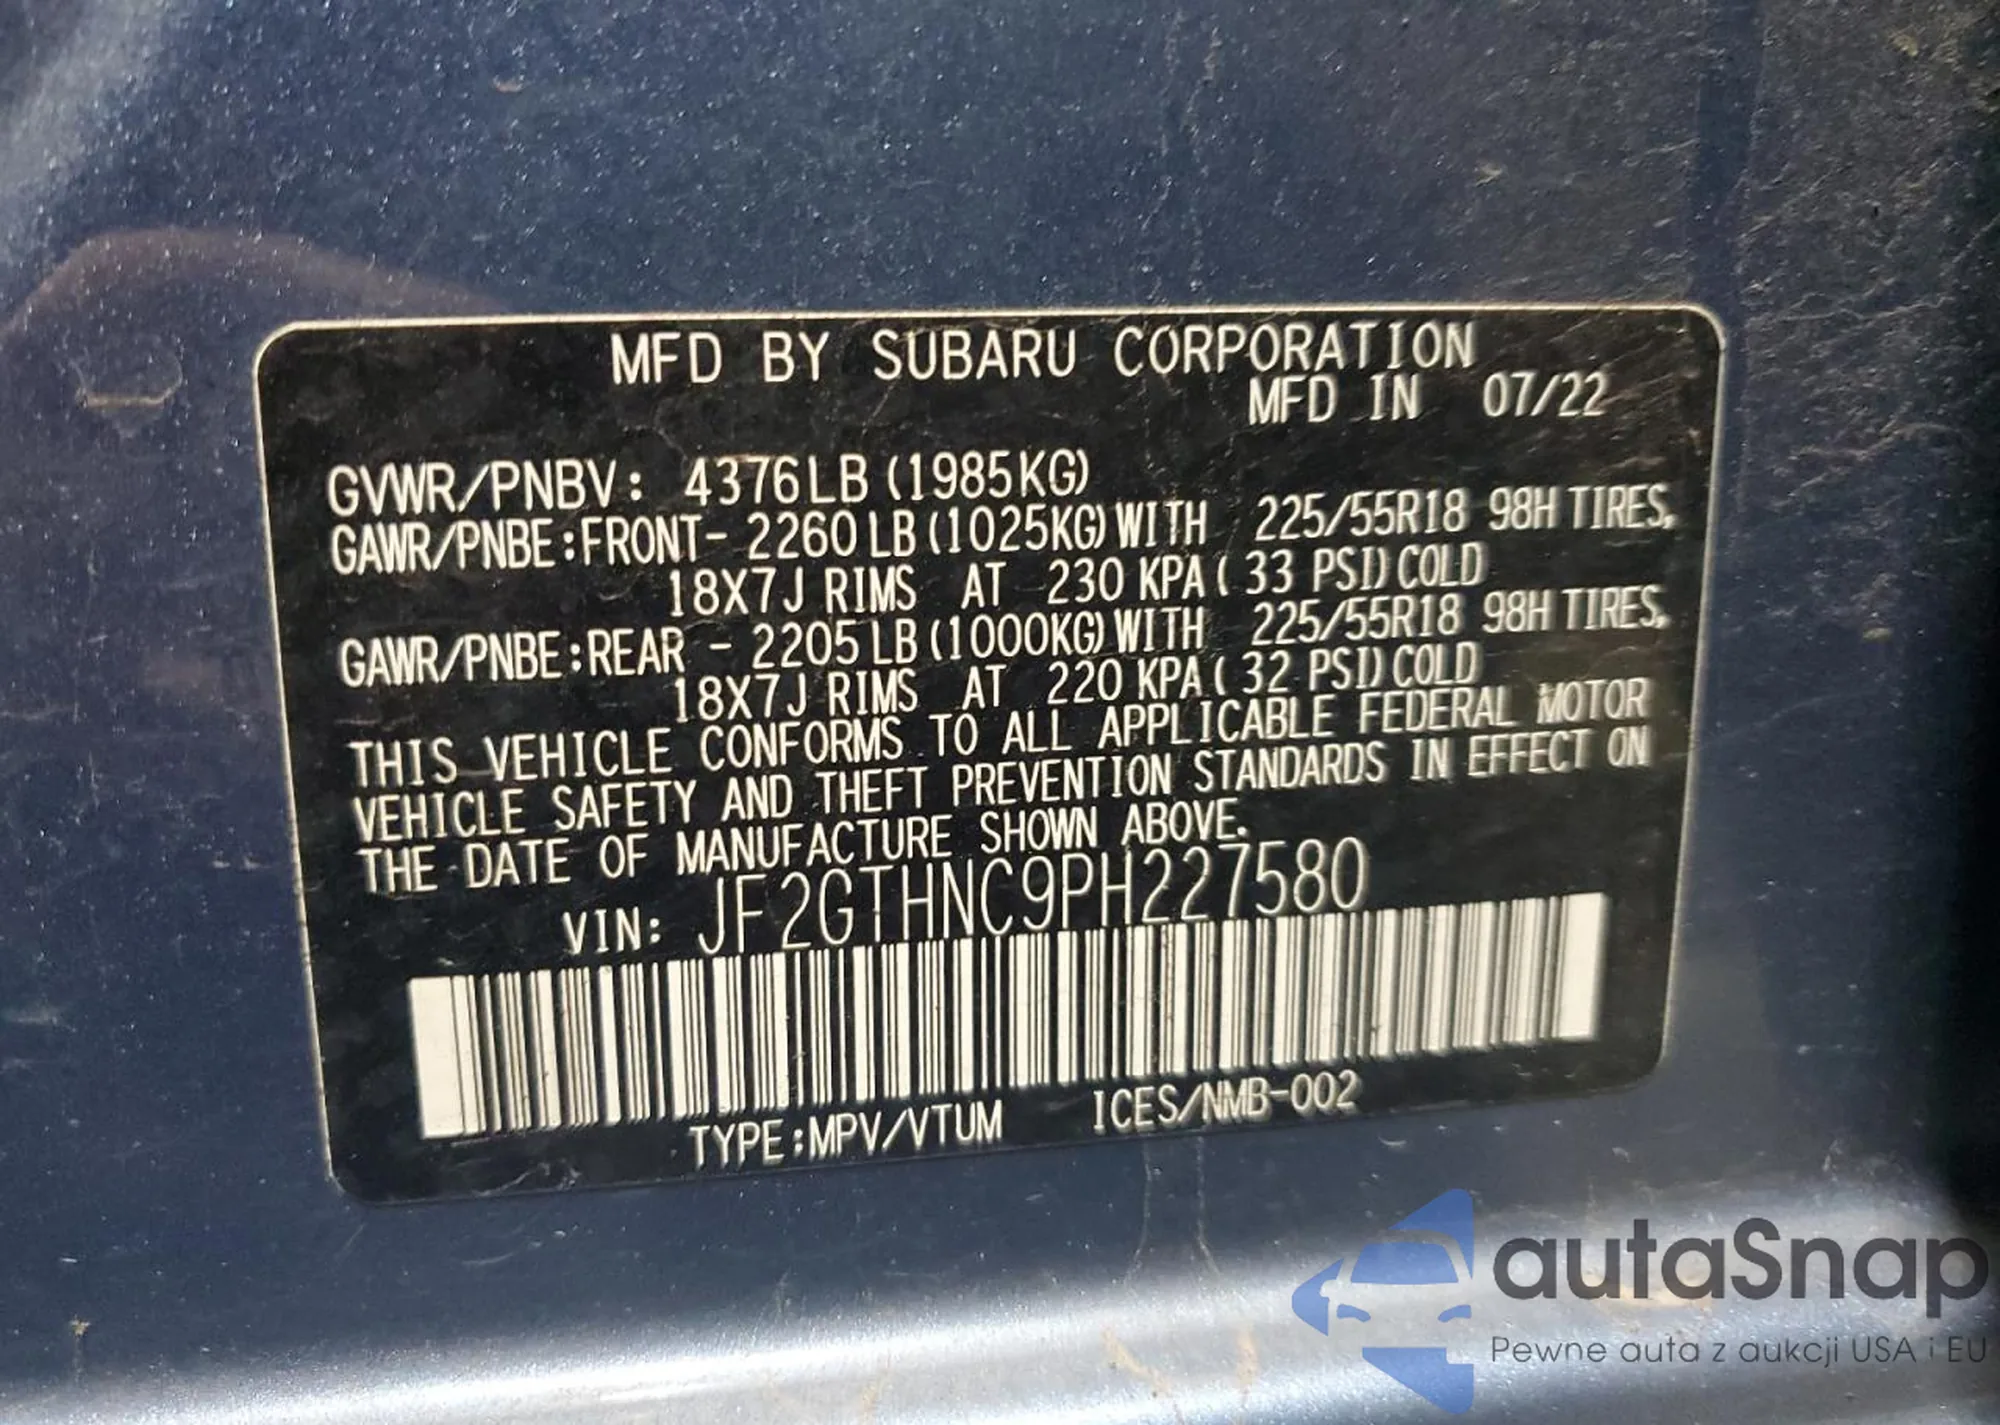 MFD BY SUBARU CORPORATION
MFD IN 07/22
GVWR/PNBV: 4376LB (1985KG)
GAWR/PNBE:FRONT- 2260 LB (1025KG) WITH 225/55R18 98H TIRES,
18X7J RIMS AT 230 KPA ( 33 PSI) COLD
GAWR/PNBE:REAR - 2205 LB (1000KG) WITH 225/55R18 98H TIRES,
18X7J RIMS AT 220 KPA ( 32 PSI) COLD
THIS VEHICLE CONFORMS TO ALL APPLICABLE FEDERAL MOTOR
VEHICLE SAFETY AND THEFT PREVENTION STANDARDS IN EFFECT ON
THE DATE OF MANUFACTURE SHOWN ABOVE.
VIN: JF2GTHNC9PH227580
TYPE:MPV/VTUM ICES/NMB-002
autaSnap
Pewne auta z aukcji USA i EU